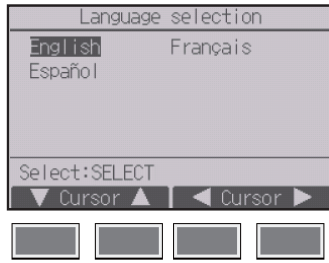 Language selection
English Français
Español
Select:SELECT
▼ Cursor ▲ ◀ Cursor ▶